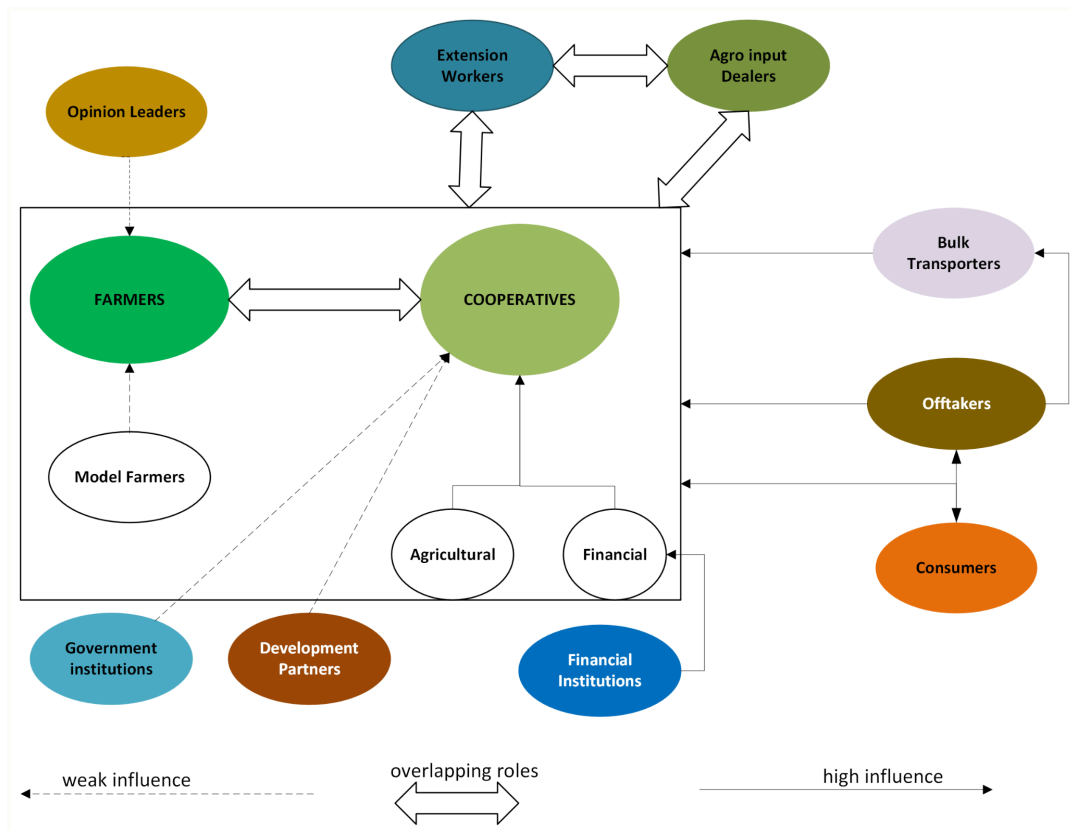 Extension
Workers
Agro input
Dealers
Opinion Leaders
Bulk
Transporters
FARMERS
COOPERATIVES
Offtakers
Model Farmers
Agricultural
Financial
Consumers
Government
institutions
Development
Partners
Financial
Institutions
weak influence
overlapping roles
high influence